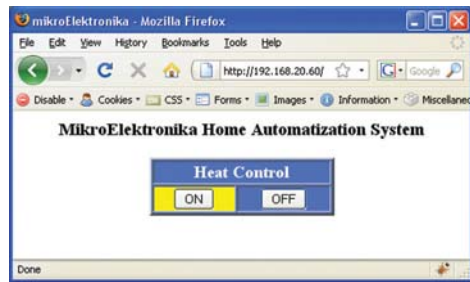 mikroElektronika - Mozilla Firefox
File Edit View History Bookmarks Tools Help
http://192.168.20.60/ Google
Disable Cookies CSS Forms Images Information Miscellanec
MikroElektronika Home Automatization System
Heat Control
ON OFF
Done